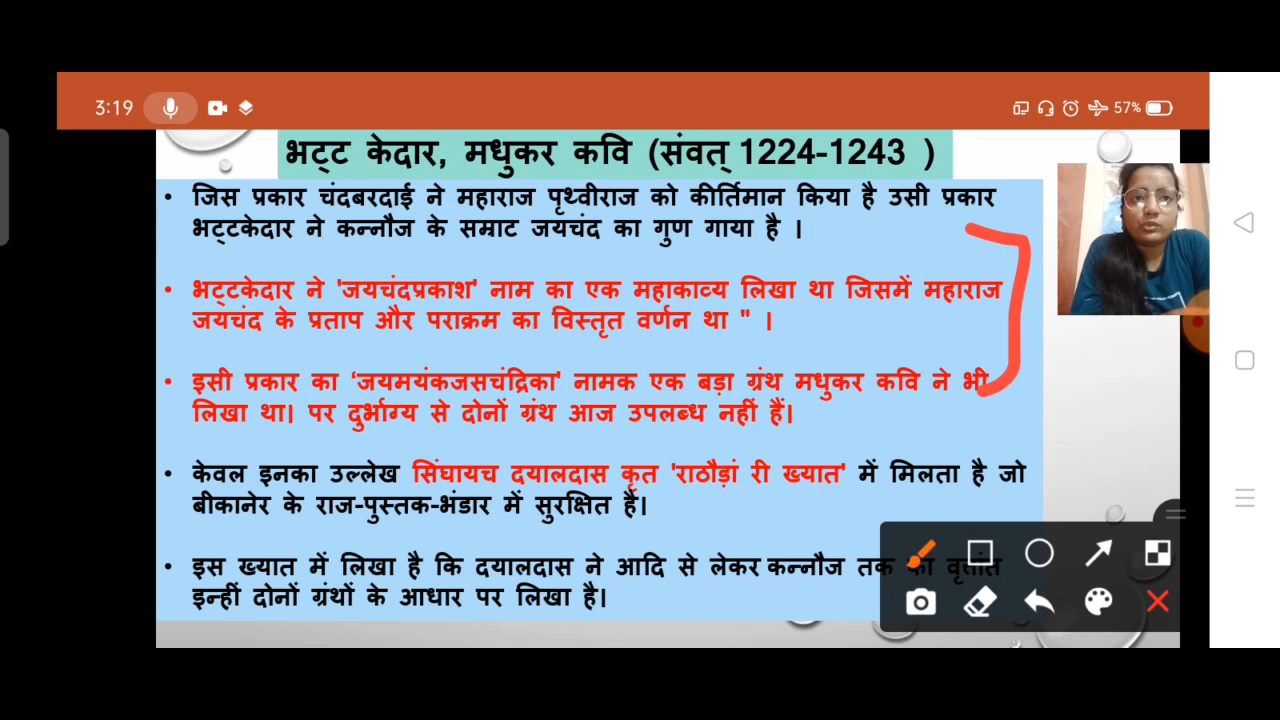 3:19
57%
भट्ट केदार, मधुकर कवि (संवत् 1224-1243 )
• जिस प्रकार चंदबरदाई ने महाराज पृथ्वीराज को कीर्तिमान किया है उसी प्रकार
भट्टकेदार ने कन्नौज के सम्राट जयचंद का गुण गाया है ।
• भट्टकेदार ने 'जयचंदप्रकाश' नाम का एक महाकाव्य लिखा था जिसमें महाराज
जयचंद के प्रताप और पराक्रम का विस्तृत वर्णन था " ।
• इसी प्रकार का ‘जयमयंकजसचंद्रिका' नामक एक बड़ा ग्रंथ मधुकर कवि ने भी
लिखा था। पर दुर्भाग्य से दोनों ग्रंथ आज उपलब्ध नहीं हैं।
• केवल इनका उल्लेख सिंघायच दयालदास कृत 'राठौड़ां री ख्यात' में मिलता है जो
बीकानेर के राज-पुस्तक-भंडार में सुरक्षित है।
• इस ख्यात में लिखा है कि दयालदास ने आदि से लेकर कन्नौज तक का वृत्तांत
इन्हीं दोनों ग्रंथों के आधार पर लिखा है।